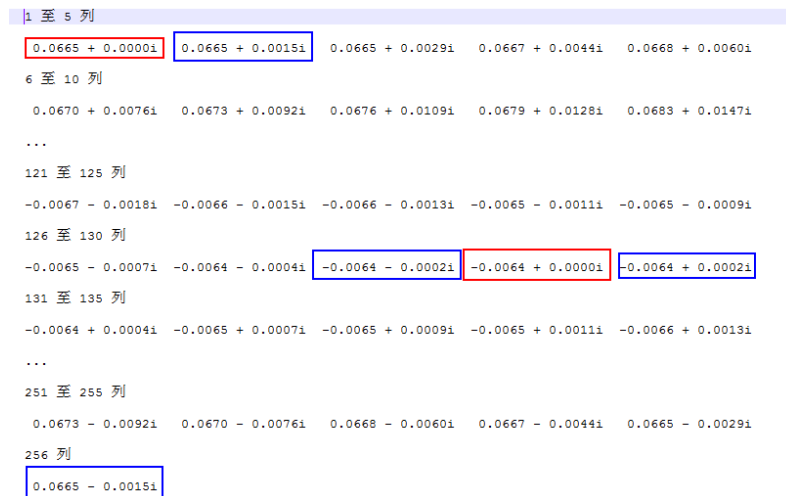 1 至 5 列
0.0665 + 0.0000i 0.0665 + 0.0015i 0.0665 + 0.0029i 0.0667 + 0.0044i 0.0668 + 0.0060i
6 至 10 列
0.0670 + 0.0076i 0.0673 + 0.0092i 0.0676 + 0.0109i 0.0679 + 0.0128i 0.0683 + 0.0147i
...
121 至 125 列
-0.0067 - 0.0018i -0.0066 - 0.0015i -0.0066 - 0.0013i -0.0065 - 0.0011i -0.0065 - 0.0009i
126 至 130 列
-0.0065 - 0.0007i -0.0064 - 0.0004i -0.0064 - 0.0002i -0.0064 + 0.0000i -0.0064 + 0.0002i
131 至 135 列
-0.0064 + 0.0004i -0.0065 + 0.0007i -0.0065 + 0.0009i -0.0065 + 0.0011i -0.0066 + 0.0013i
...
251 至 255 列
0.0673 - 0.0092i 0.0670 - 0.0076i 0.0668 - 0.0060i 0.0667 - 0.0044i 0.0665 - 0.0029i
256 列
0.0665 - 0.0015i